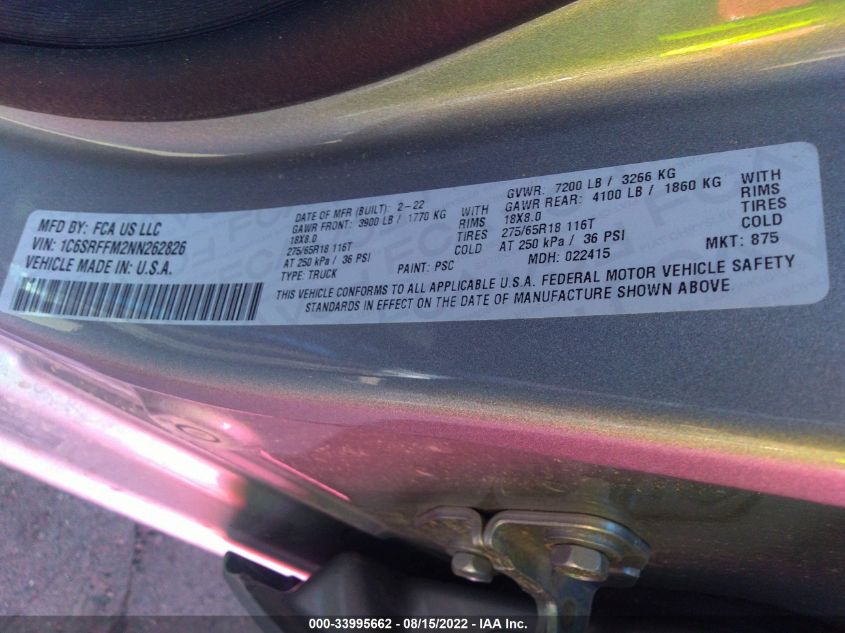 MFD BY: FCA US LLC
VIN: 1C6SRFFM2NN262826
VEHICLE MADE IN: U.S.A.
DATE OF MFR (BUILT): 2-22
GAWR FRONT: 3900 LB / 1770 KG WITH
18X8.0 RIMS
275/65R18 116T TIRES
AT 250 kPa / 36 PSI COLD
TYPE: TRUCK PAINT: PSC
GVWR: 7200 LB / 3266 KG
GAWR REAR: 4100 LB / 1860 KG WITH
18X8.0 RIMS
275/65R18 116T TIRES
AT 250 kPa / 36 PSI COLD
MDH: 022415 MKT: 875
THIS VEHICLE CONFORMS TO ALL APPLICABLE U.S.A. FEDERAL MOTOR VEHICLE SAFETY
STANDARDS IN EFFECT ON THE DATE OF MANUFACTURE SHOWN ABOVE
000-33995662 - 08/15/2022 - IAA Inc.